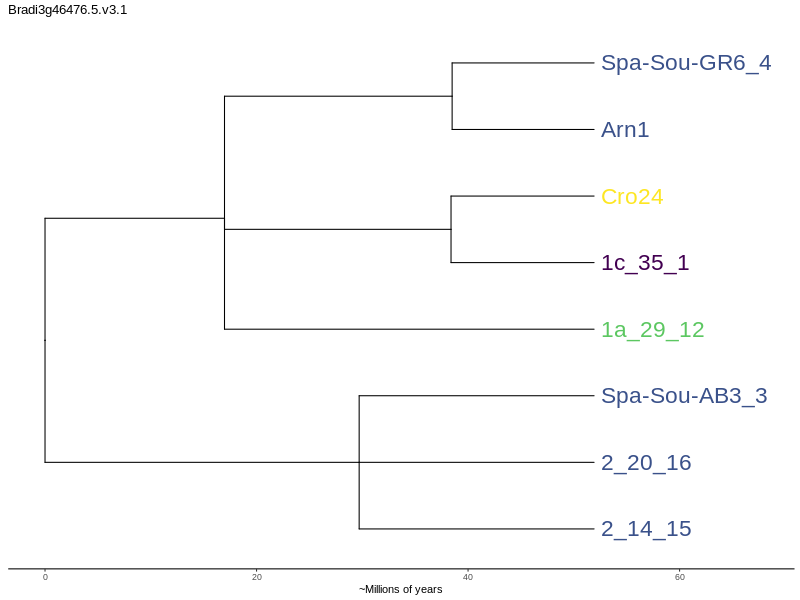 Bradi3g46476.5.v3.1
Spa-Sou-GR6_4
Arn1
Cro24
1c_35_1
1a_29_12
Spa-Sou-AB3_3
2_20_16
2_14_15
0 20 40 60
~Millions of years